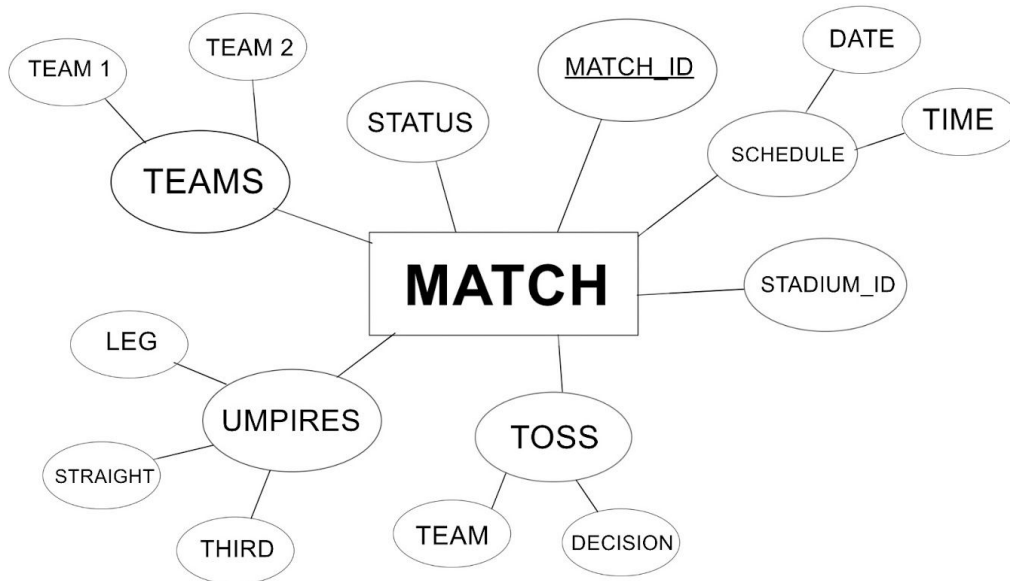 TEAM 1
TEAM 2
TEAMS
STATUS
MATCH_ID
DATE
TIME
SCHEDULE
MATCH
STADIUM_ID
LEG
UMPIRES
STRAIGHT
THIRD
TOSS
TEAM
DECISION